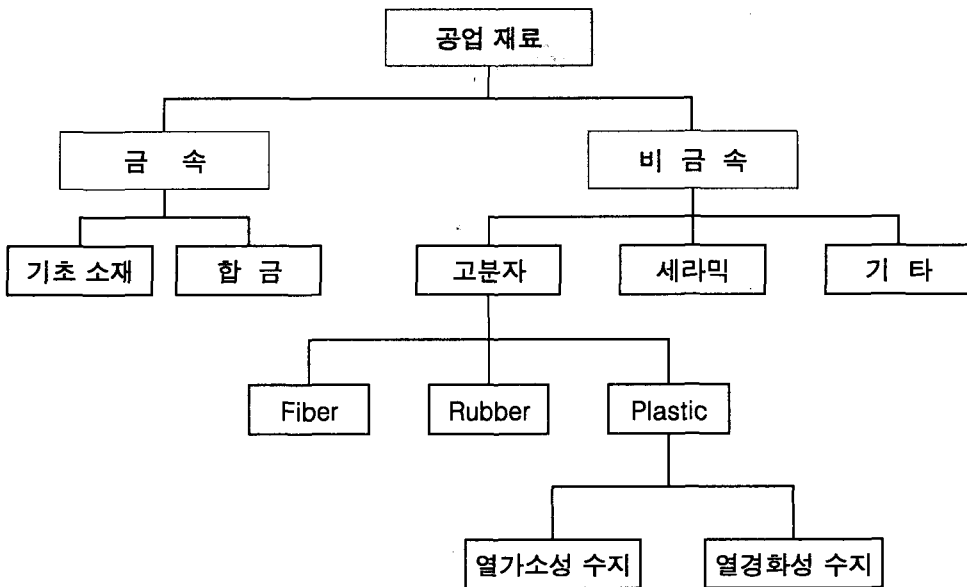 공업 재료
금 속
비 금 속
기초 소재
합 금
고분자
세라믹
기 타
Fiber
Rubber
Plastic
열가소성 수지
열경화성 수지